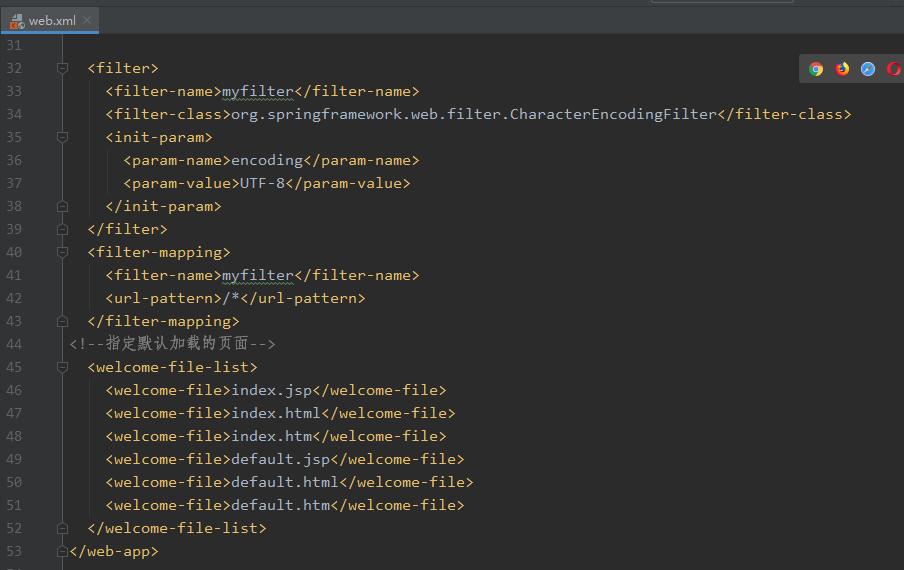 web.xml
31
32 <filter>
33 <filter-name>myfilter</filter-name>
34 <filter-class>org.springframework.web.filter.CharacterEncodingFilter</filter-class>
35 <init-param>
36 <param-name>encoding</param-name>
37 <param-value>UTF-8</param-value>
38 </init-param>
39 </filter>
40 <filter-mapping>
41 <filter-name>myfilter</filter-name>
42 <url-pattern>/*</url-pattern>
43 </filter-mapping>
44 <!--指定默认加载的页面-->
45 <welcome-file-list>
46 <welcome-file>index.jsp</welcome-file>
47 <welcome-file>index.html</welcome-file>
48 <welcome-file>index.htm</welcome-file>
49 <welcome-file>default.jsp</welcome-file>
50 <welcome-file>default.html</welcome-file>
51 <welcome-file>default.htm</welcome-file>
52 </welcome-file-list>
53 </web-app>